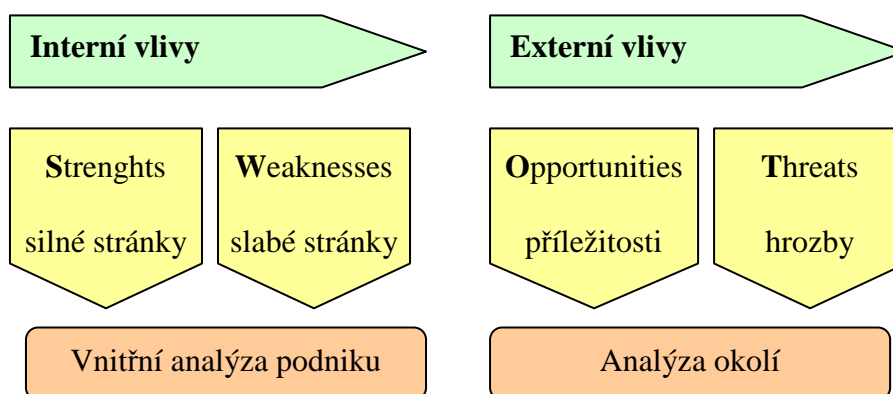 Interní vlivy
Externí vlivy
Strenghts
silné stránky
Weaknesses
slabé stránky
Opportunities
příležitosti
Threats
hrozby
Vnitřní analýza podniku
Analýza okolí